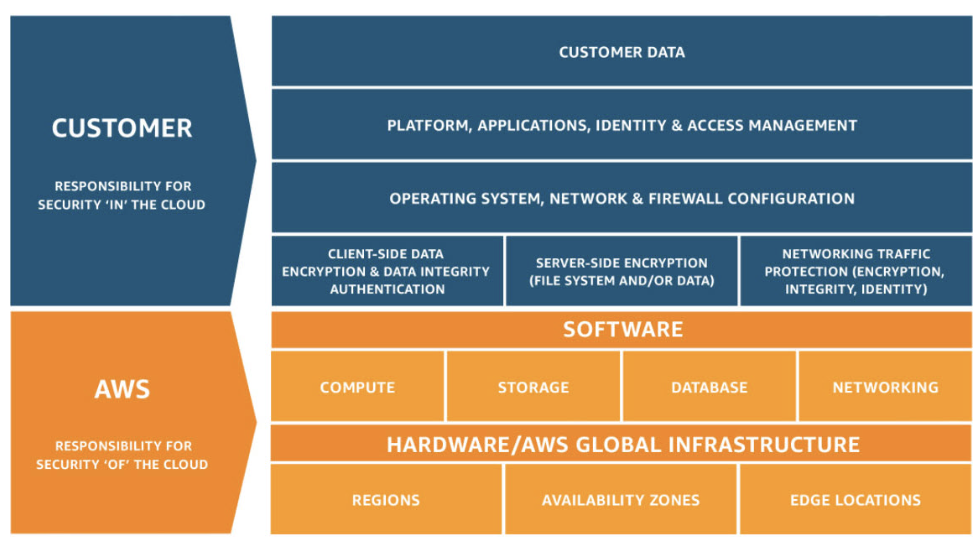 CUSTOMER
RESPONSIBILITY FOR
SECURITY ‘IN’ THE CLOUD
CUSTOMER DATA
PLATFORM, APPLICATIONS, IDENTITY & ACCESS MANAGEMENT
OPERATING SYSTEM, NETWORK & FIREWALL CONFIGURATION
CLIENT-SIDE DATA
ENCRYPTION & DATA INTEGRITY
AUTHENTICATION
SERVER-SIDE ENCRYPTION
(FILE SYSTEM AND/OR DATA)
NETWORKING TRAFFIC
PROTECTION (ENCRYPTION,
INTEGRITY, IDENTITY)
AWS
RESPONSIBILITY FOR
SECURITY ‘OF’ THE CLOUD
SOFTWARE
COMPUTE
STORAGE
DATABASE
NETWORKING
HARDWARE/AWS GLOBAL INFRASTRUCTURE
REGIONS
AVAILABILITY ZONES
EDGE LOCATIONS